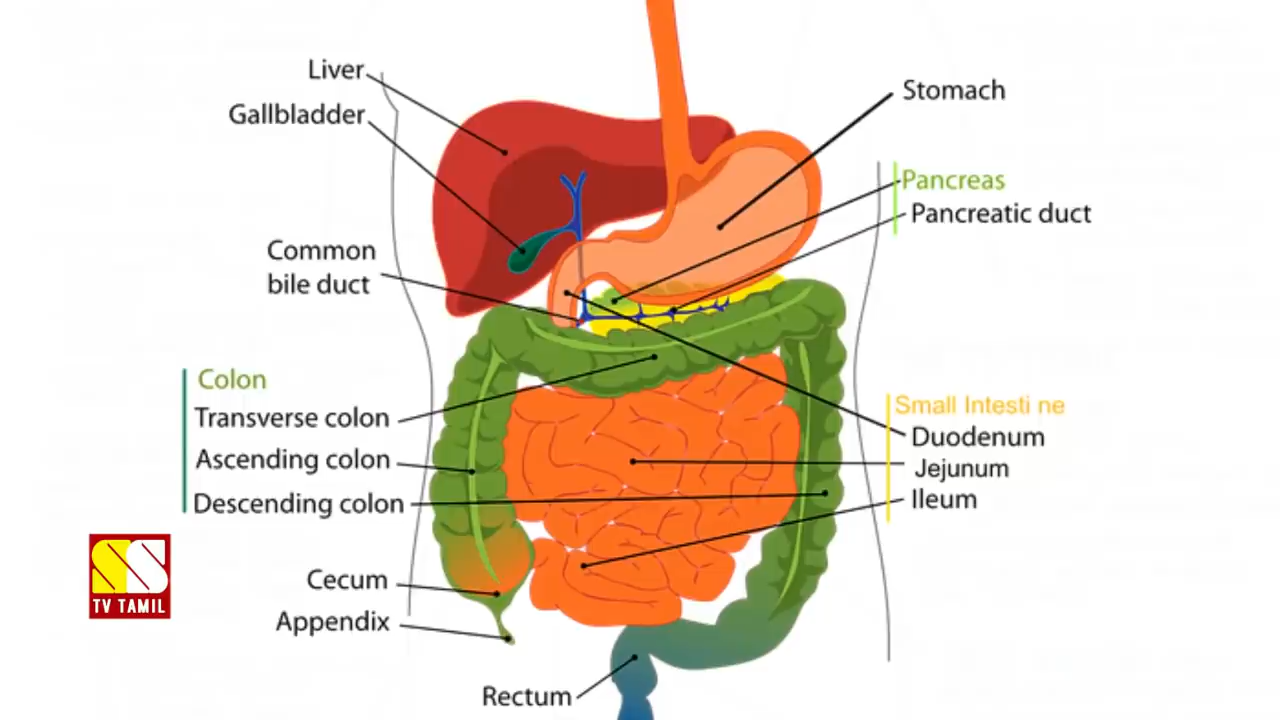 Liver
Gallbladder
Common
bile duct
Colon
Transverse colon
Ascending colon
Descending colon
Cecum
Appendix
Rectum
Stomach
Pancreas
Pancreatic duct
Small Intesti ne
Duodenum
Jejunum
Ileum
SS
TV TAMIL